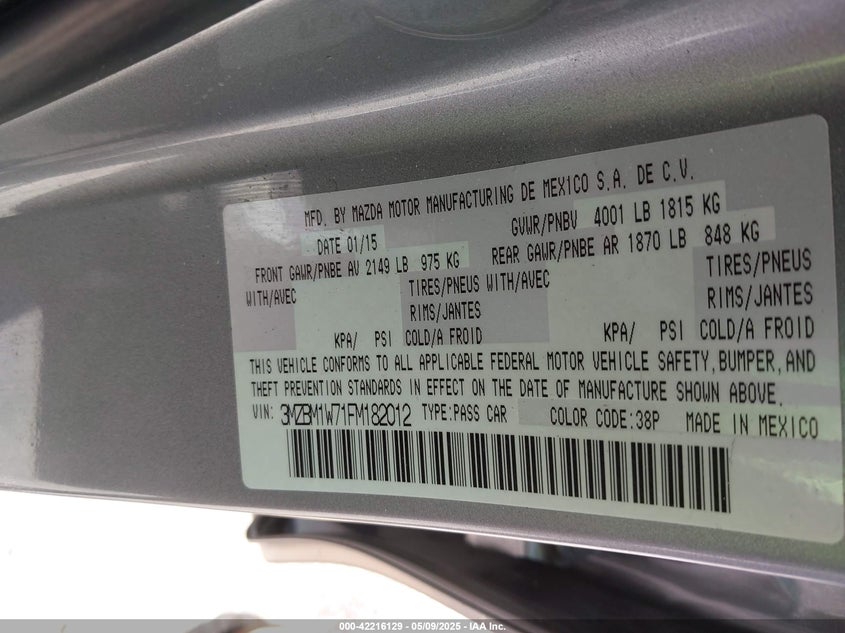 MFD. BY MAZDA MOTOR MANUFACTURING DE MEXICO S.A. DE C.V.
DATE 01/15 GVWR/PNBV 4001 LB 1815 KG
FRONT GAWR/PNBE AV 2149 LB 975 KG REAR GAWR/PNBE AR 1870 LB 848 KG
WITH/AVEC TIRES/PNEUS WITH/AVEC TIRES/PNEUS
RIMS/JANTES RIMS/JANTES
KPA/ PSI COLD/A FROID KPA/ PSI COLD/A FROID
THIS VEHICLE CONFORMS TO ALL APPLICABLE FEDERAL MOTOR VEHICLE SAFETY, BUMPER, AND
THEFT PREVENTION STANDARDS IN EFFECT ON THE DATE OF MANUFACTURE SHOWN ABOVE.
VIN: 3MZBM1W71FM182012 TYPE:PASS CAR COLOR CODE:38P MADE IN MEXICO
000-42216129 - 05/09/2025 - IAA Inc.